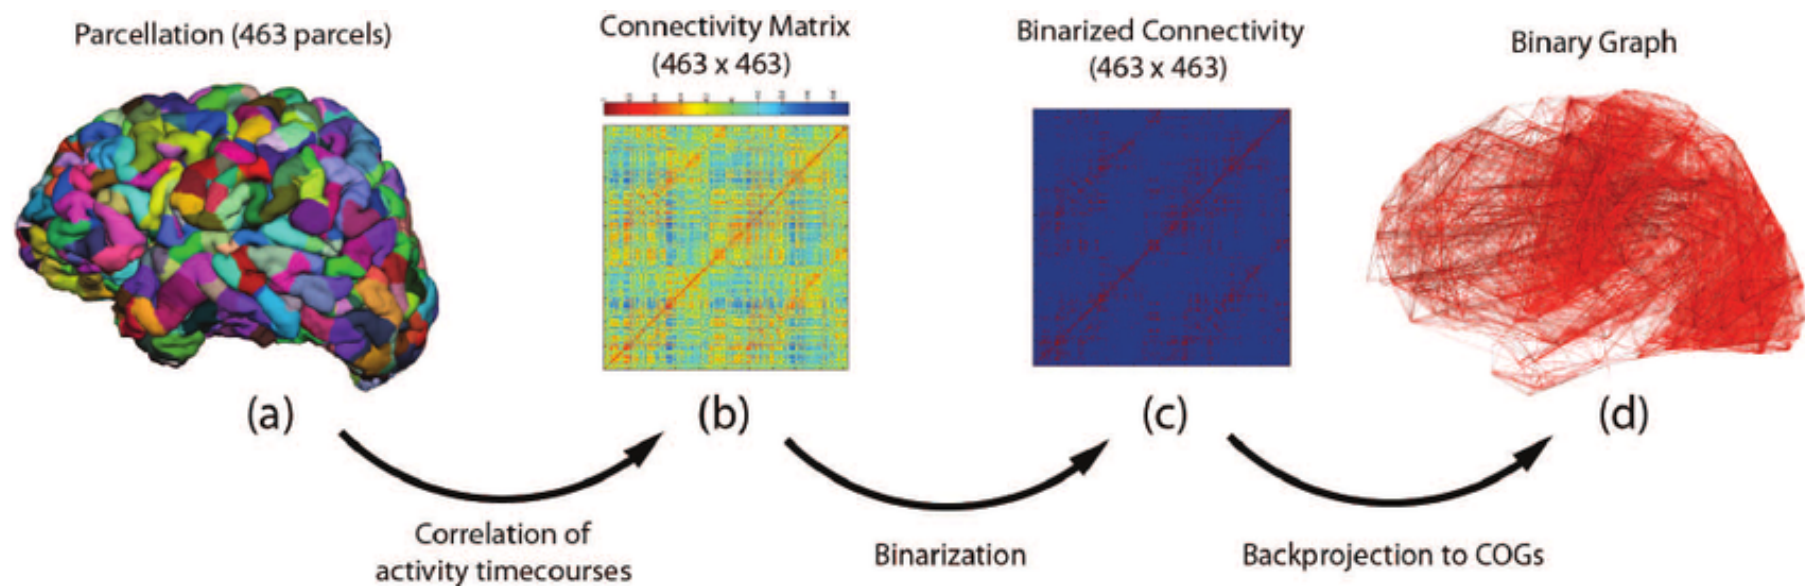 Parcellation (463 parcels)
Connectivity Matrix
(463 x 463)
Binarized Connectivity
(463 x 463)
Binary Graph
(a)
(b)
(c)
(d)
Correlation of
activity timecourses
Binarization
Backprojection to COGs